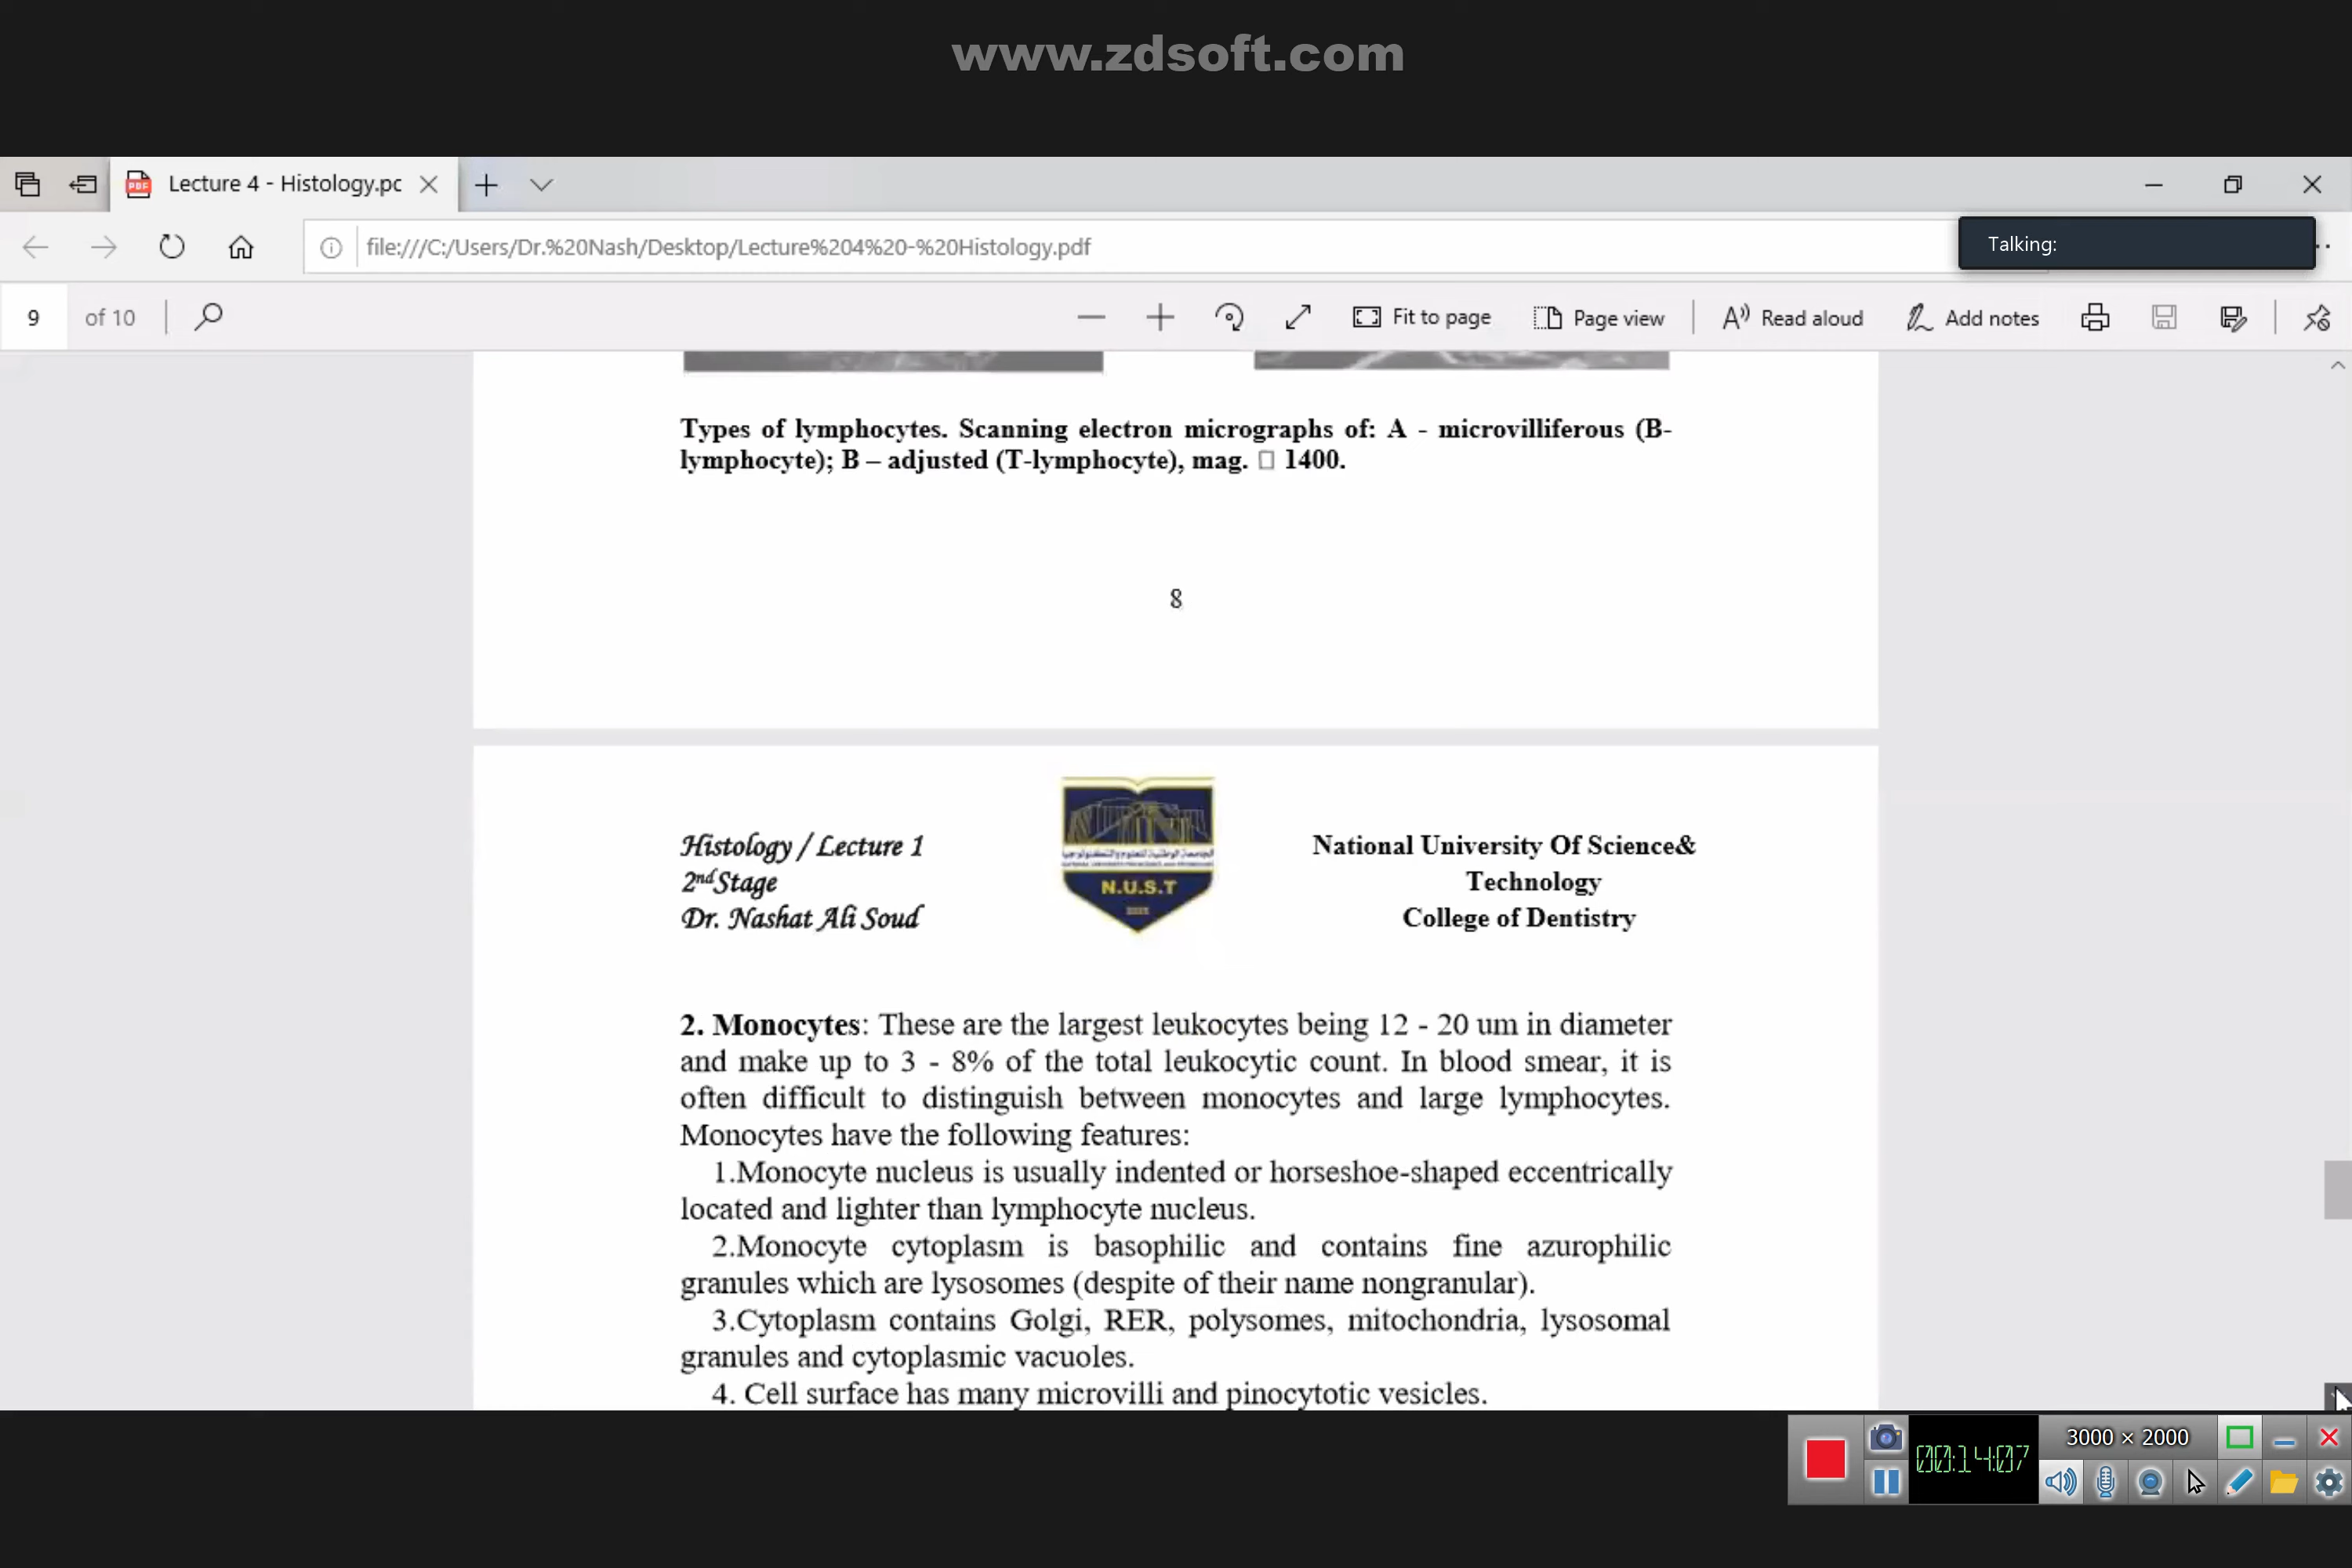 www.zdsoft.com
Lecture 4 - Histology.pc
file:///C:/Users/Dr.%20Nash/Desktop/Lecture%204%20-%20Histology.pdf
Talking:
9 of 10
Fit to page
Page view
Read aloud
Add notes
Types of lymphocytes. Scanning electron micrographs of: A - microvilliferous (B-
lymphocyte); B – adjusted (T-lymphocyte), mag. □ 1400.
8
Histology / Lecture 1
2nd Stage
Dr. Nashat Ali Soud
N.U.S.T
National University Of Science&
Technology
College of Dentistry
2. Monocytes: These are the largest leukocytes being 12 - 20 um in diameter
and make up to 3 - 8% of the total leukocytic count. In blood smear, it is
often difficult to distinguish between monocytes and large lymphocytes.
Monocytes have the following features:
1.Monocyte nucleus is usually indented or horseshoe-shaped eccentrically
located and lighter than lymphocyte nucleus.
2.Monocyte cytoplasm is basophilic and contains fine azurophilic
granules which are lysosomes (despite of their name nongranular).
3.Cytoplasm contains Golgi, RER, polysomes, mitochondria, lysosomal
granules and cytoplasmic vacuoles.
4. Cell surface has many microvilli and pinocytotic vesicles.
00:14:07
3000 × 2000